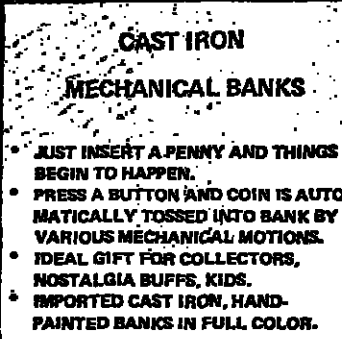 CAST IRON
MECHANICAL BANKS
• JUST INSERT A PENNY AND THINGS
BEGIN TO HAPPEN.
• PRESS A BUTTON AND COIN IS AUTO
MATICALLY TOSSED INTO BANK BY
VARIOUS MECHANICAL MOTIONS.
• IDEAL GIFT FOR COLLECTORS,
NOSTALGIA BUFFS, KIDS.
• IMPORTED CAST IRON, HAND-
PAINTED BANKS IN FULL COLOR.